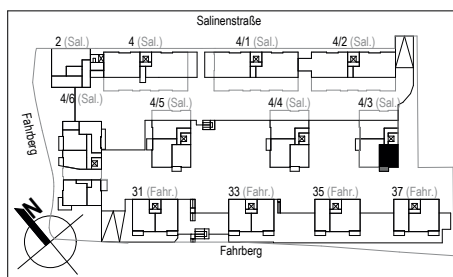 Salinenstraße
2 (Sal.) 4 (Sal.) 4/1 (Sal.) 4/2 (Sal.)
4/6 (Sal.) 4/5 (Sal.) 4/4 (Sal.) 4/3 (Sal.)
Fahrberg
31 (Fahr.) 33 (Fahr.) 35 (Fahr.) 37 (Fahr.)
N
Fahrberg